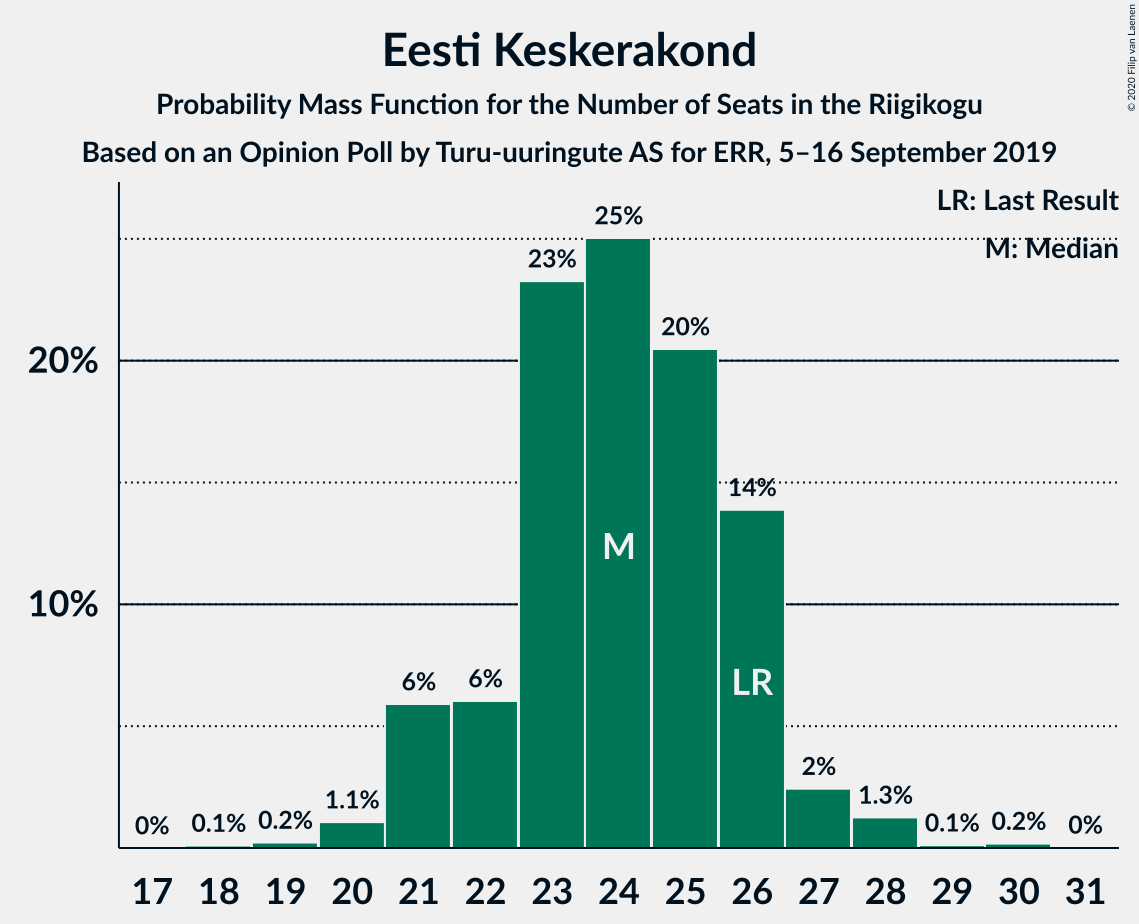 Eesti Keskerakond
Probability Mass Function for the Number of Seats in the Riigikogu
Based on an Opinion Poll by Turu-uuringute AS for ERR, 5–16 September 2019
© 2020 Filip van Laenen
LR: Last Result
M: Median
25%
23%
20%
20%
14%
M
10%
LR
6%
6%
2%
0%
0.1%
0.2%
1.1%
1.3%
0.1%
0.2%
0%
17 18 19 20 21 22 23 24 25 26 27 28 29 30 31